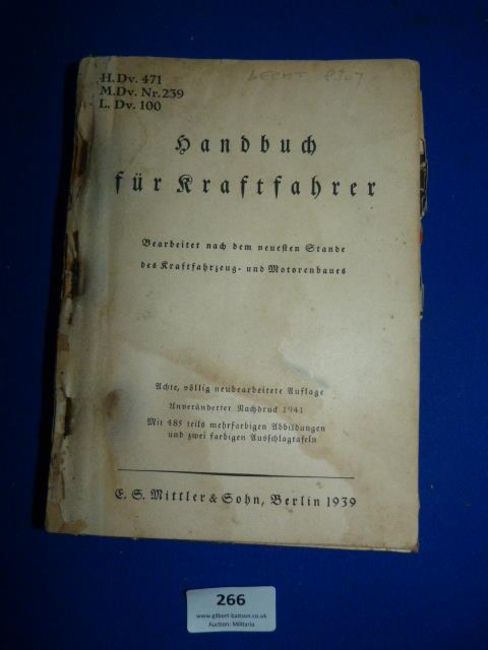 H. Dv. 471
M. Dv. Nr. 239
L. Dv. 100
Handbuch
für Kraftfahrer
Bearbeitet nach dem neuesten Stande
des Kraftfahrzeug- und Motorenbaues
Achte, völlig neubearbeitete Auflage
Unveränderter Nachdruck 1941
Mit 485 teils mehrfarbigen Abbildungen
und zwei farbigen Ausschlagtafeln
E. S. Mittler & Sohn, Berlin 1939
266
www.gilbert-baitson.co.uk
Auction: Militaria